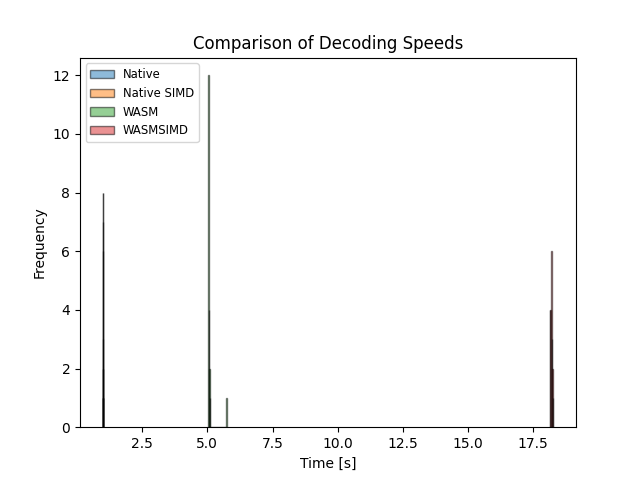 Comparison of Decoding Speeds
Native
Native SIMD
WASM
WASMSIMD
Frequency
12
10
8
6
4
2
0
2.5 5.0 7.5 10.0 12.5 15.0 17.5
Time [s]